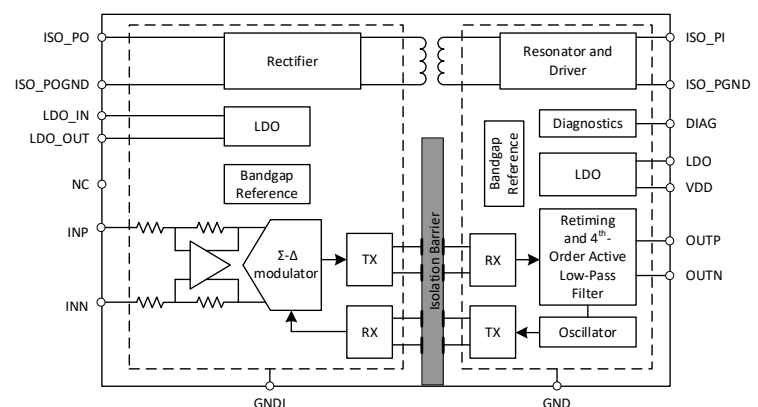 ISO_PO
ISO_POGND
LDO_IN
LDO_OUT
NC
INP
INN
Rectifier
LDO
Bandgap
Reference
Σ-Δ
modulator
TX
RX
GNDI
Isolation Barrier
Resonator and
Driver
Diagnostics
Bandgap
Reference
LDO
RX
TX
Retiming
and 4th-
Order Active
Low-Pass
Filter
Oscillator
GND
ISO_PI
ISO_PGND
DIAG
LDO
VDD
OUTP
OUTN